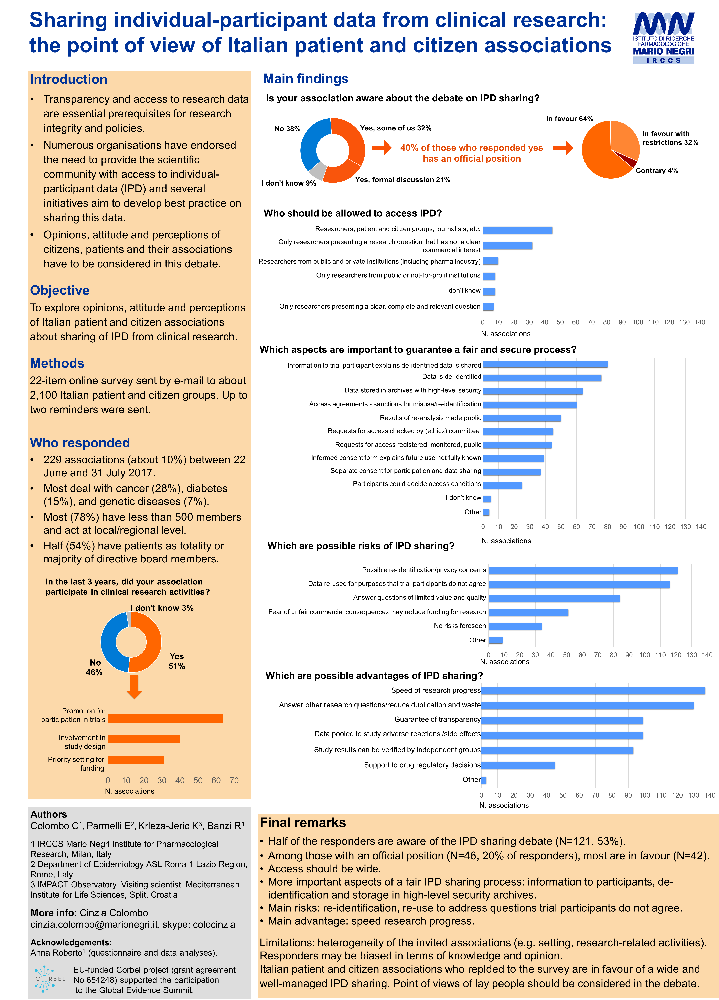 Sharing individual-participant data from clinical research:
the point of view of Italian patient and citizen associations
ISTITUTO DI RICERCHE
FARMACOLOGICHE
MARIO NEGRI
IRCCS
Introduction
• Transparency and access to research data
are essential prerequisites for research
integrity and policies.
• Numerous organisations have endorsed
the need to provide the scientific
community with access to individual-
participant data (IPD) and several
initiatives aim to develop best practice on
sharing this data.
• Opinions, attitude and perceptions of
citizens, patients and their associations
have to be considered in this debate.
Objective
To explore opinions, attitude and perceptions
of Italian patient and citizen associations
about sharing of IPD from clinical research.
Methods
22-item online survey sent by e-mail to about
2,100 Italian patient and citizen groups. Up to
two reminders were sent.
Who responded
• 229 associations (about 10%) between 22
June and 31 July 2017.
• Most deal with cancer (28%), diabetes
(15%), and genetic diseases (7%).
• Most (78%) have less than 500 members
and act at local/regional level.
• Half (54%) have patients as totality or
majority of directive board members.
In the last 3 years, did your association
participate in clinical research activities?
I don't know 3%
Yes
51%
No
46%
Promotion for
participation in trials
Involvement in
study design
Priority setting for
funding
0 10 20 30 40 50 60 70
N. associations
Authors
Colombo C1, Parmelli E2, Krleza-Jeric K3, Banzi R1
1 IRCCS Mario Negri Institute for Pharmacological
Research, Milan, Italy
2 Department of Epidemiology ASL Roma 1 Lazio Region,
Rome, Italy
3 IMPACT Observatory, Visiting scientist, Mediterranean
Institute for Life Sciences, Split, Croatia
More info: Cinzia Colombo
cinzia.colombo@marionegri.it, skype: colocinzia
Acknowledgements:
Anna Roberto1 (questionnaire and data analyses).
CORBEL
EU-funded Corbel project (grant agreement
No 654248) supported the participation
to the Global Evidence Summit.
Main findings
Is your association aware about the debate on IPD sharing?
No 38%
Yes, some of us 32%
I don't know 9%
Yes, formal discussion 21%
40% of those who responded yes
has an official position
In favour 64%
In favour with
restrictions 32%
Contrary 4%
Who should be allowed to access IPD?
Researchers, patient and citizen groups, journalists, etc.
Only researchers presenting a research question that has not a clear
commercial interest
Researchers from public and private institutions (including pharma industry)
Only researchers from public or not-for-profit institutions
I don't know
Only researchers presenting a clear, complete and relevant question
0 10 20 30 40 50 60 70 80 90 100 110 120 130 140
N. associations
Which aspects are important to guarantee a fair and secure process?
Information to trial participant explains de-identified data is shared
Data is de-identified
Data stored in archives with high-level security
Access agreements - sanctions for misuse/re-identification
Results of re-analysis made public
Requests for access checked by (ethics) committee
Requests for access registered, monitored, public
Informed consent form explains future use not fully known
Separate consent for participation and data sharing
Participants could decide access conditions
I don't know
Other
0 10 20 30 40 50 60 70 80 90 100 110 120 130 140
N. associations
Which are possible risks of IPD sharing?
Possible re-identification/privacy concerns
Data re-used for purposes that trial participants do not agree
Answer questions of limited value and quality
Fear of unfair commercial consequences may reduce funding for research
No risks foreseen
Other
0 10 20 30 40 50 60 70 80 90 100 110 120 130 140
N. associations
Which are possible advantages of IPD sharing?
Speed of research progress
Answer other research questions/reduce duplication and waste
Guarantee of transparency
Data pooled to study adverse reactions /side effects
Study results can be verified by independent groups
Support to drug regulatory decisions
Other
0 10 20 30 40 50 60 70 80 90 100 110 120 130 140
N. associations
Final remarks
• Half of the responders are aware of the IPD sharing debate (N=121, 53%).
• Among those with an official position (N=46, 20% of responders), most are in favour (N=42).
• Access should be wide.
• More important aspects of a fair IPD sharing process: information to participants, de-
identification and storage in high-level security archives.
• Main risks: re-identification, re-use to address questions trial participants do not agree.
• Main advantage: speed research progress.
Limitations: heterogeneity of the invited associations (e.g. setting, research-related activities).
Responders may be biased in terms of knowledge and opinion.
Italian patient and citizen associations who replded to the survey are in favour of a wide and
well-managed IPD sharing. Point of views of lay people should be considered in the debate.